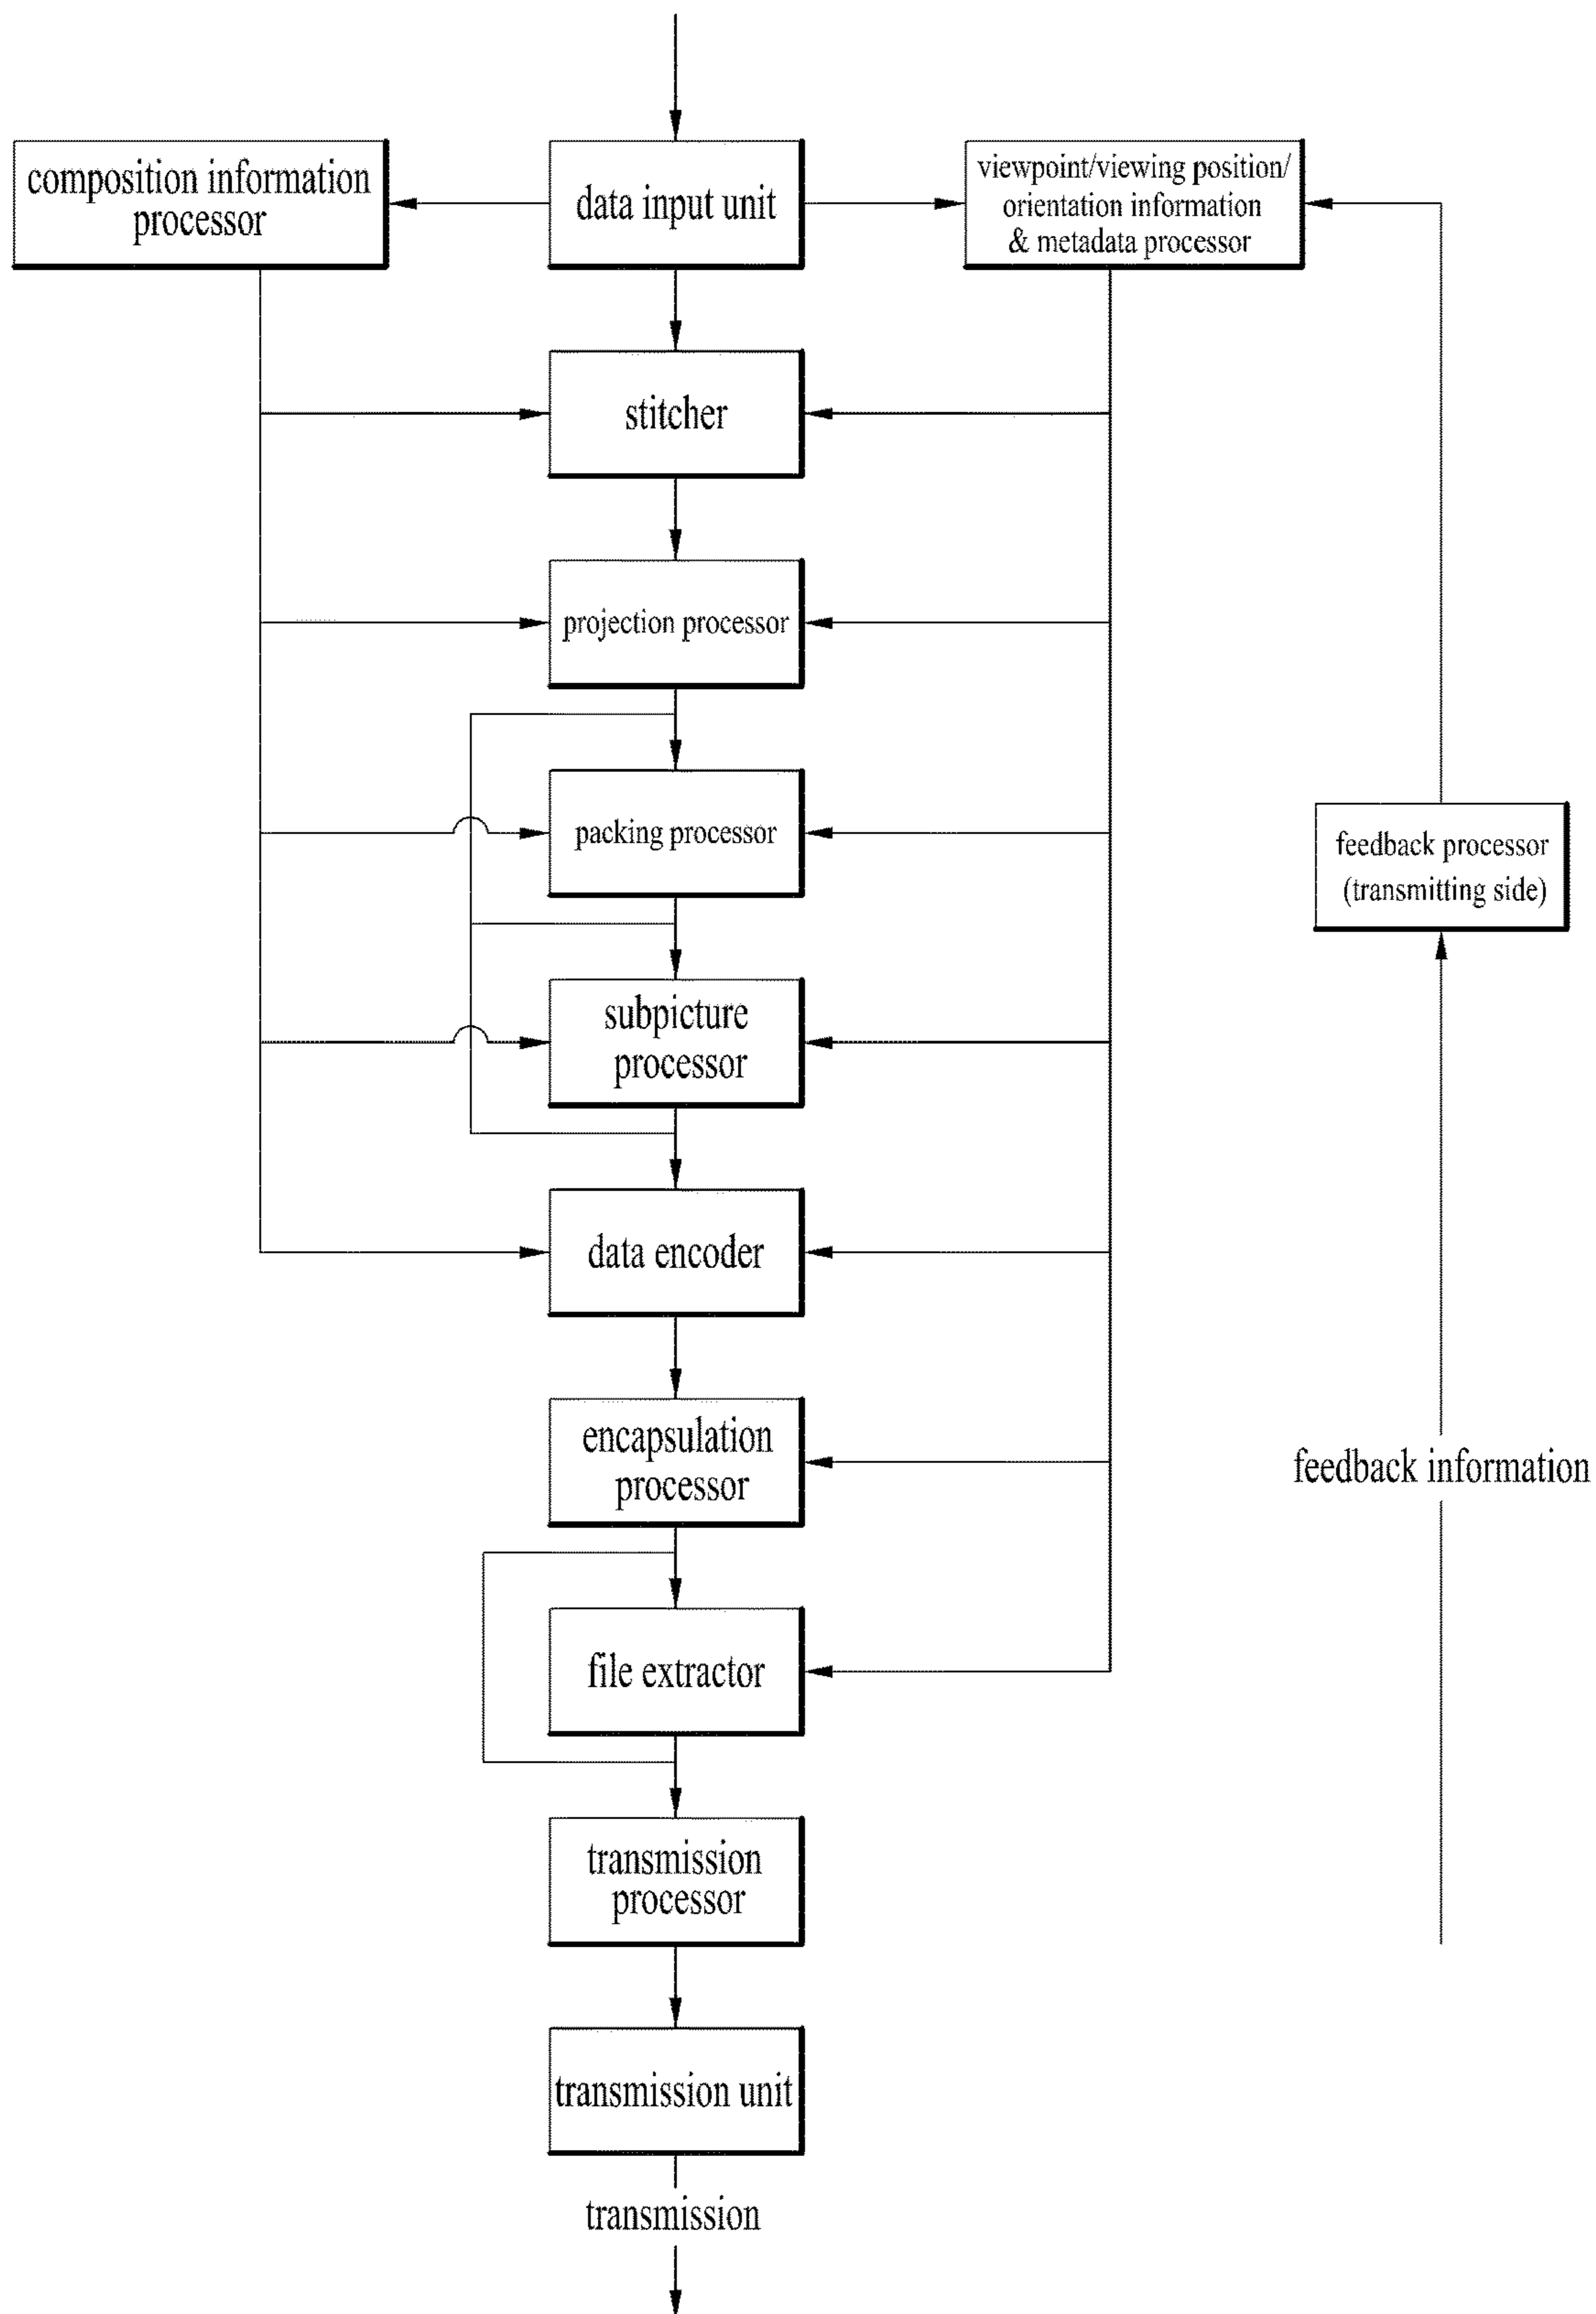 composition information
processor
data input unit
viewpoint/viewing position/
orientation information
& metadata processor
stitcher
projection processor
packing processor
feedback processor
(transmitting side)
subpicture
processor
data encoder
encapsulation
processor
feedback information
file extractor
transmission
processor
transmission unit
transmission